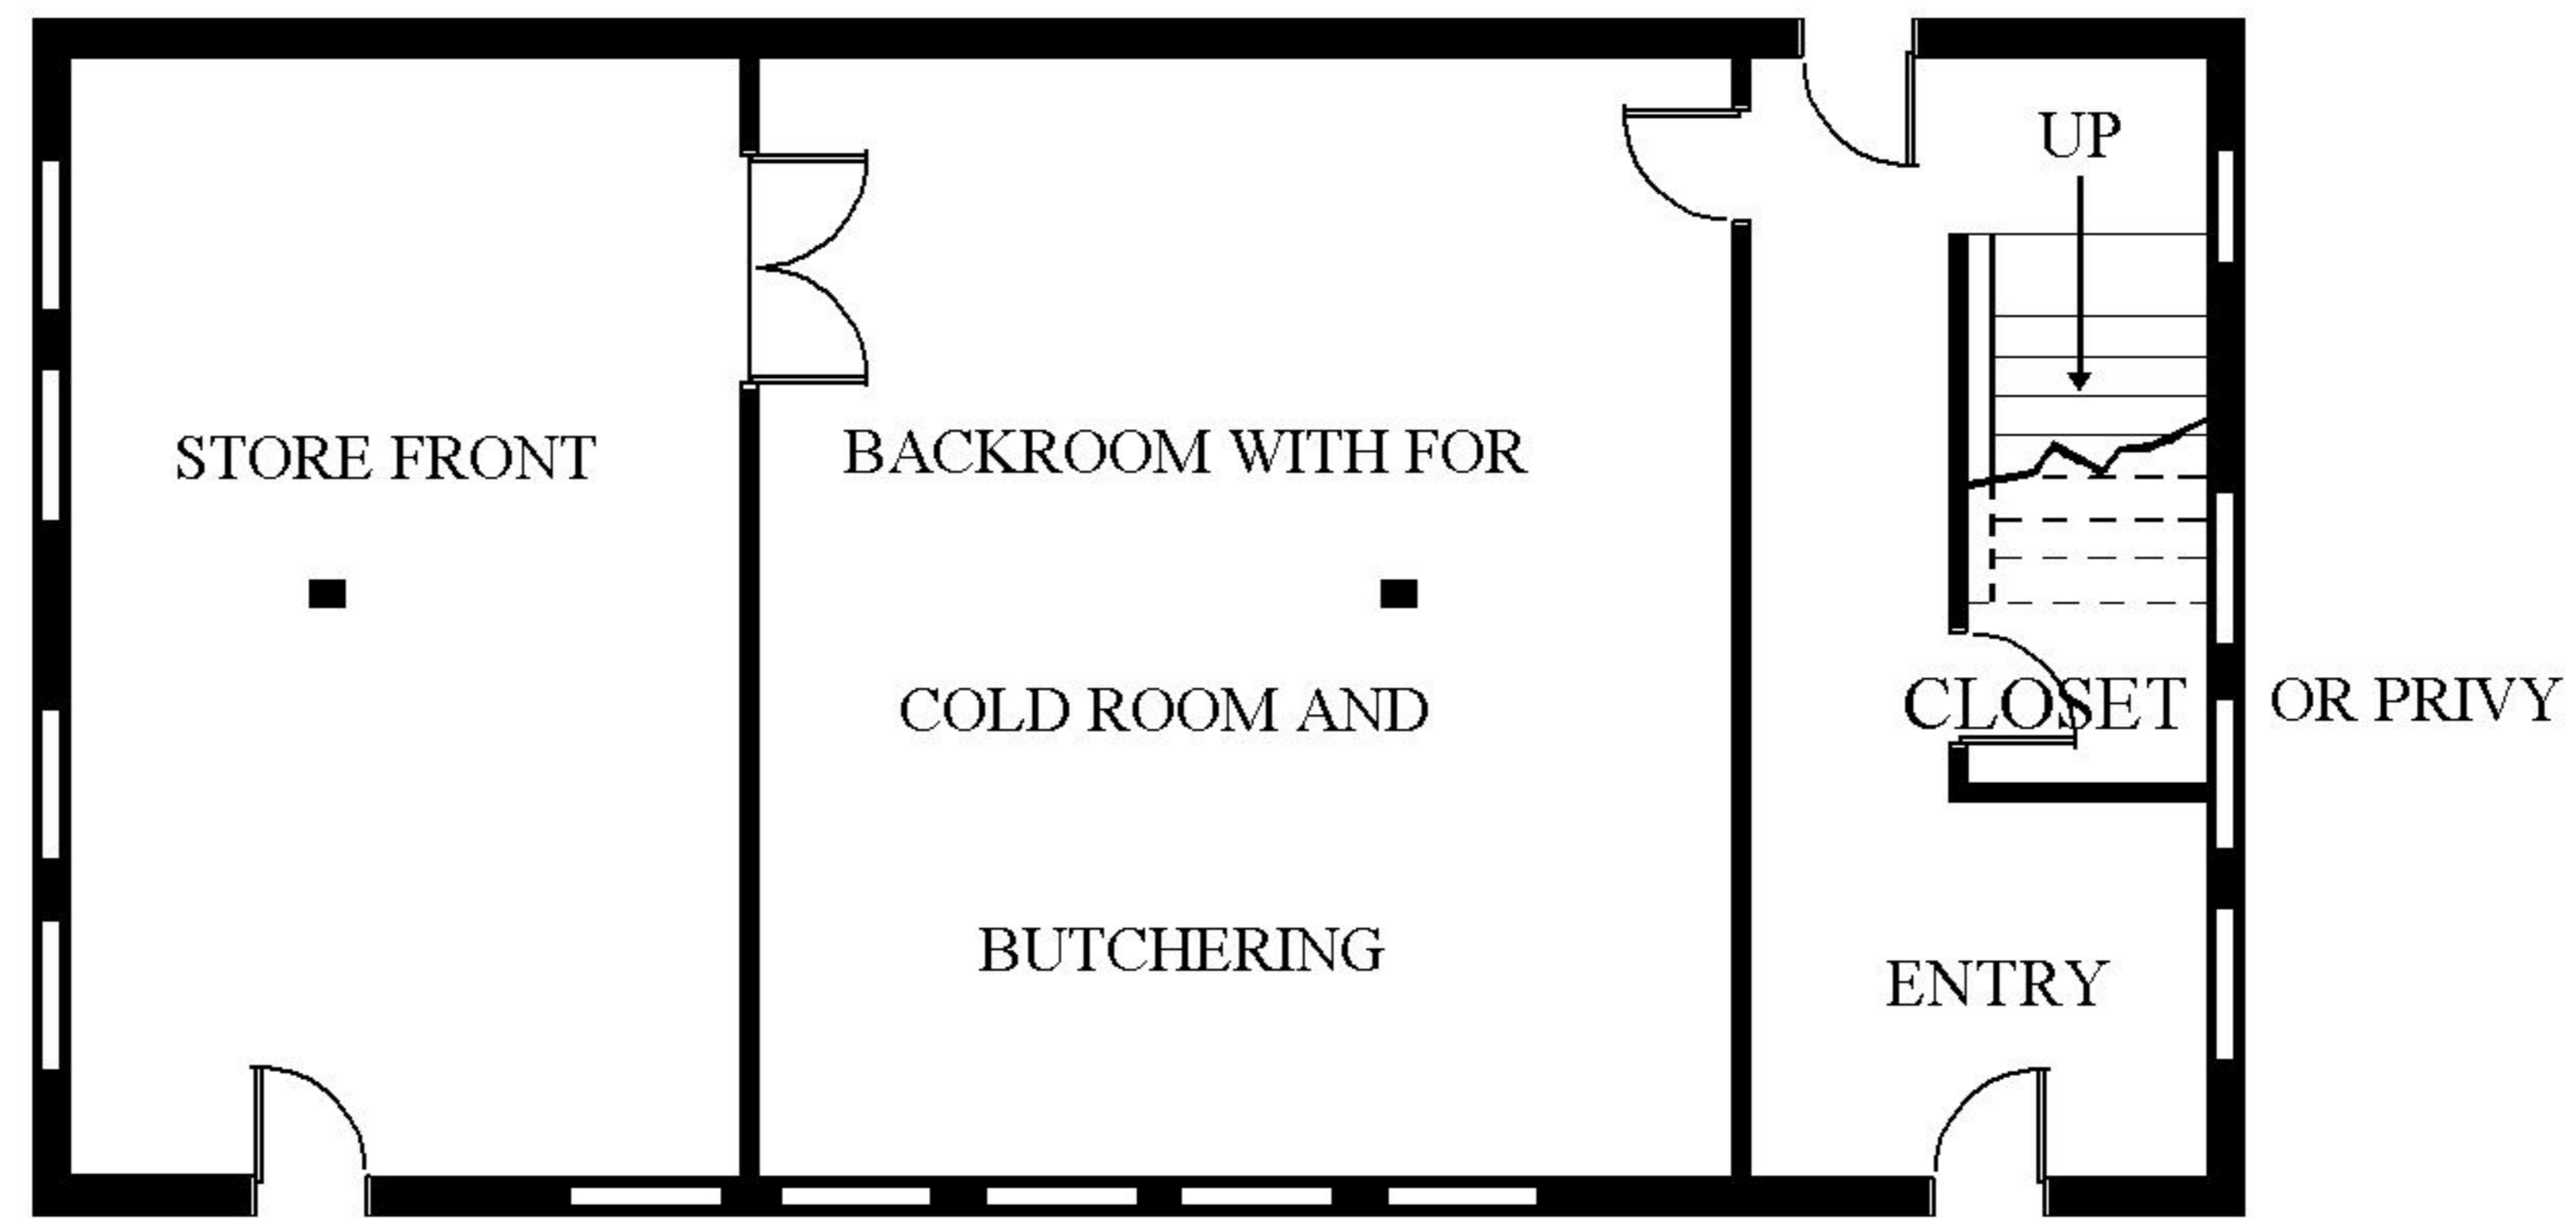 UP
STORE FRONT
BACKROOM WITH FOR
COLD ROOM AND
BUTCHERING
CLOSET OR PRIVY
ENTRY